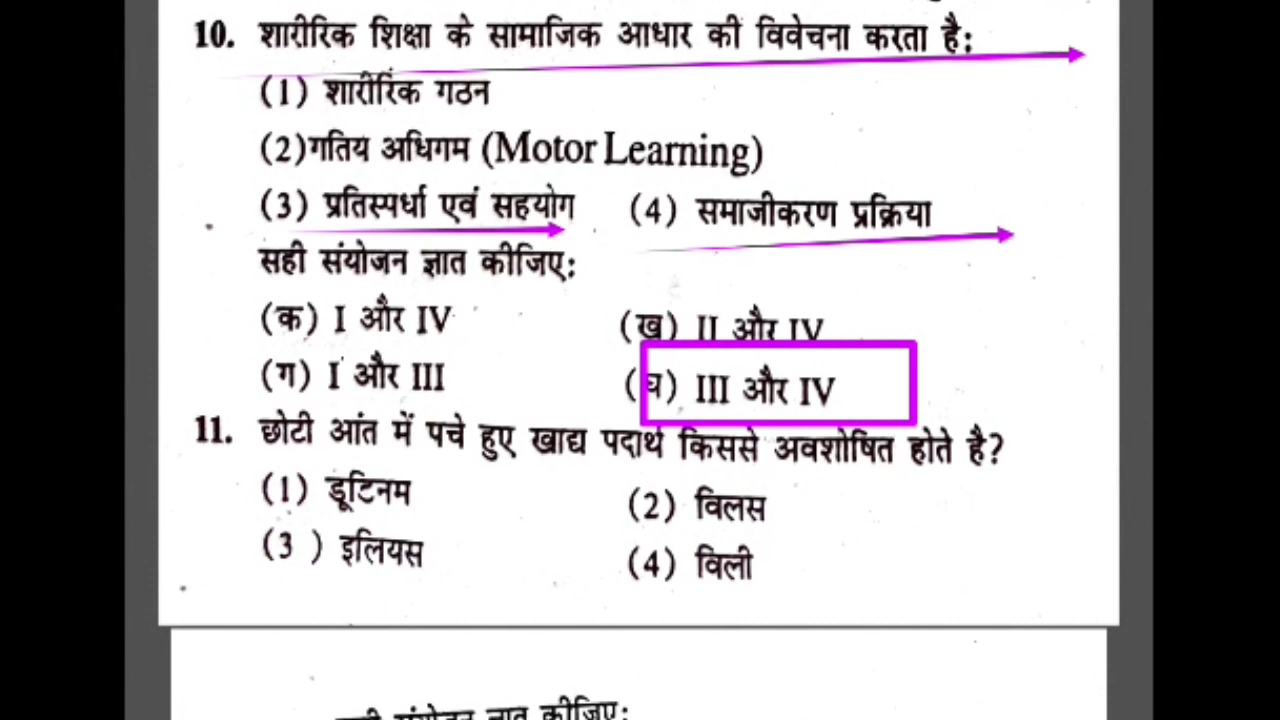 10. शारीरिक शिक्षा के सामाजिक आधार की विवेचना करता है:
(1) शारीरिक गठन
(2)गतिय अधिगम (Motor Learning)
(3) प्रतिस्पर्धा एवं सहयोग (4) समाजीकरण प्रक्रिया
सही संयोजन ज्ञात कीजिए:
(क) I और IV (ख) II और IV
(ग) I और III (घ) III और IV
11. छोटी आंत में पचे हुए खाद्य पदार्थ किससे अवशोषित होते है?
(1) डूटिनम (2) विलस
(3 ) इलियस (4) विली
संयोजन ज्ञात कीजिए: